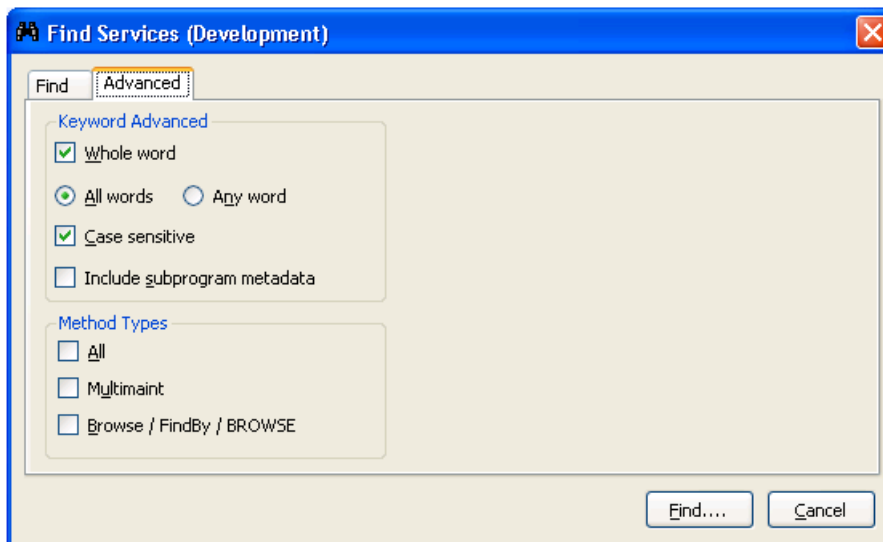 Find Services (Development)
Find Advanced
Keyword Advanced
Whole word
All words Any word
Case sensitive
Include subprogram metadata
Method Types
All
Multimaint
Browse / FindBy / BROWSE
Find.... Cancel